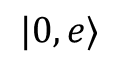 |0, e⟩